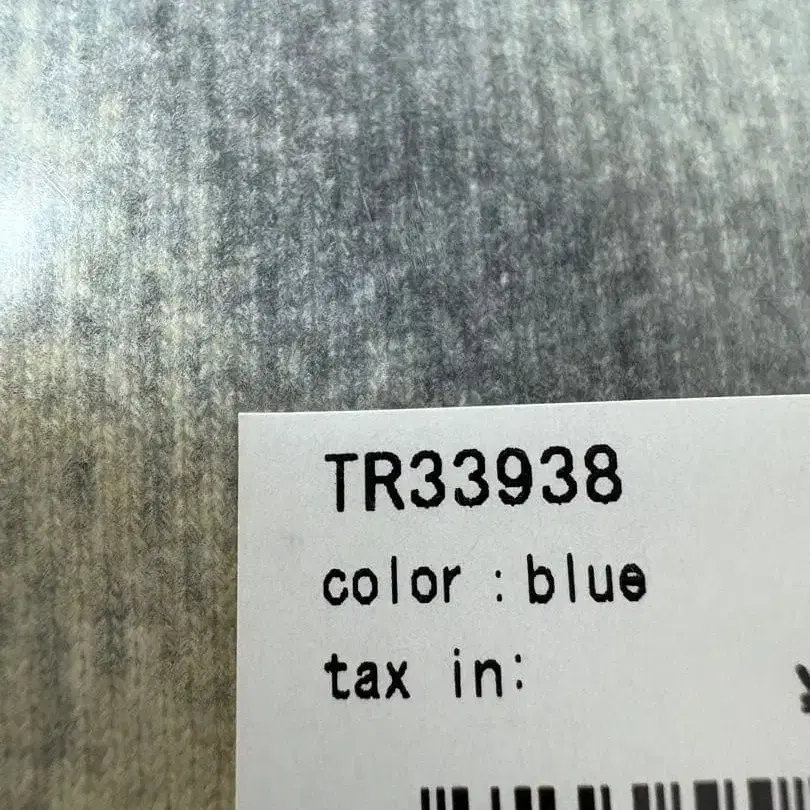 TR33938
color : blue
tax in: